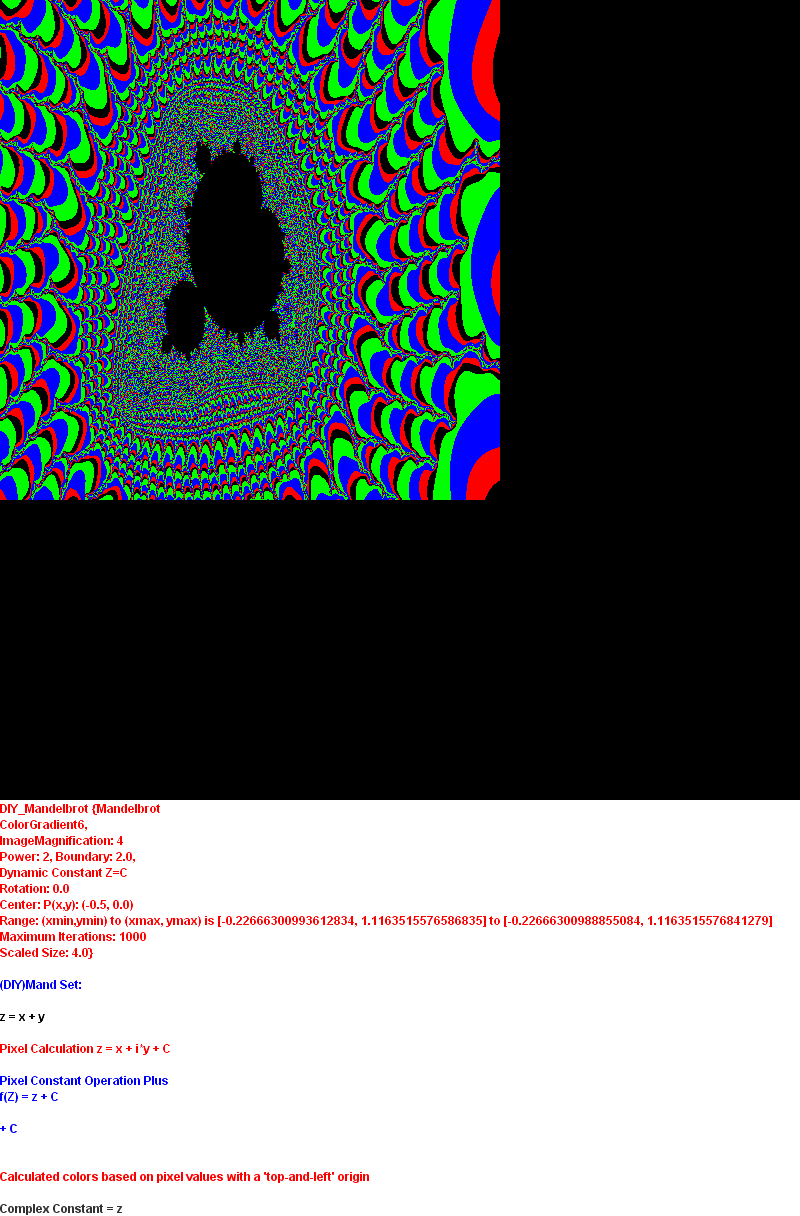 DIY_Mandelbrot {Mandelbrot
ColorGradient6,
ImageMagnification: 4
Power: 2, Boundary: 2.0,
Dynamic Constant Z=C
Rotation: 0.0
Center: P(x,y): (-0.5, 0.0)
Range: (xmin,ymin) to (xmax, ymax) is [-0.22666300993612834, 1.1163515576586835] to [-0.22666300988855084, 1.1163515576841279]
Maximum Iterations: 1000
Scaled Size: 4.0}
(DIY)Mand Set:
z = x + y
Pixel Calculation z = x + i*y + C
Pixel Constant Operation Plus
f(Z) = z + C
+ C
Calculated colors based on pixel values with a 'top-and-left' origin
Complex Constant = z